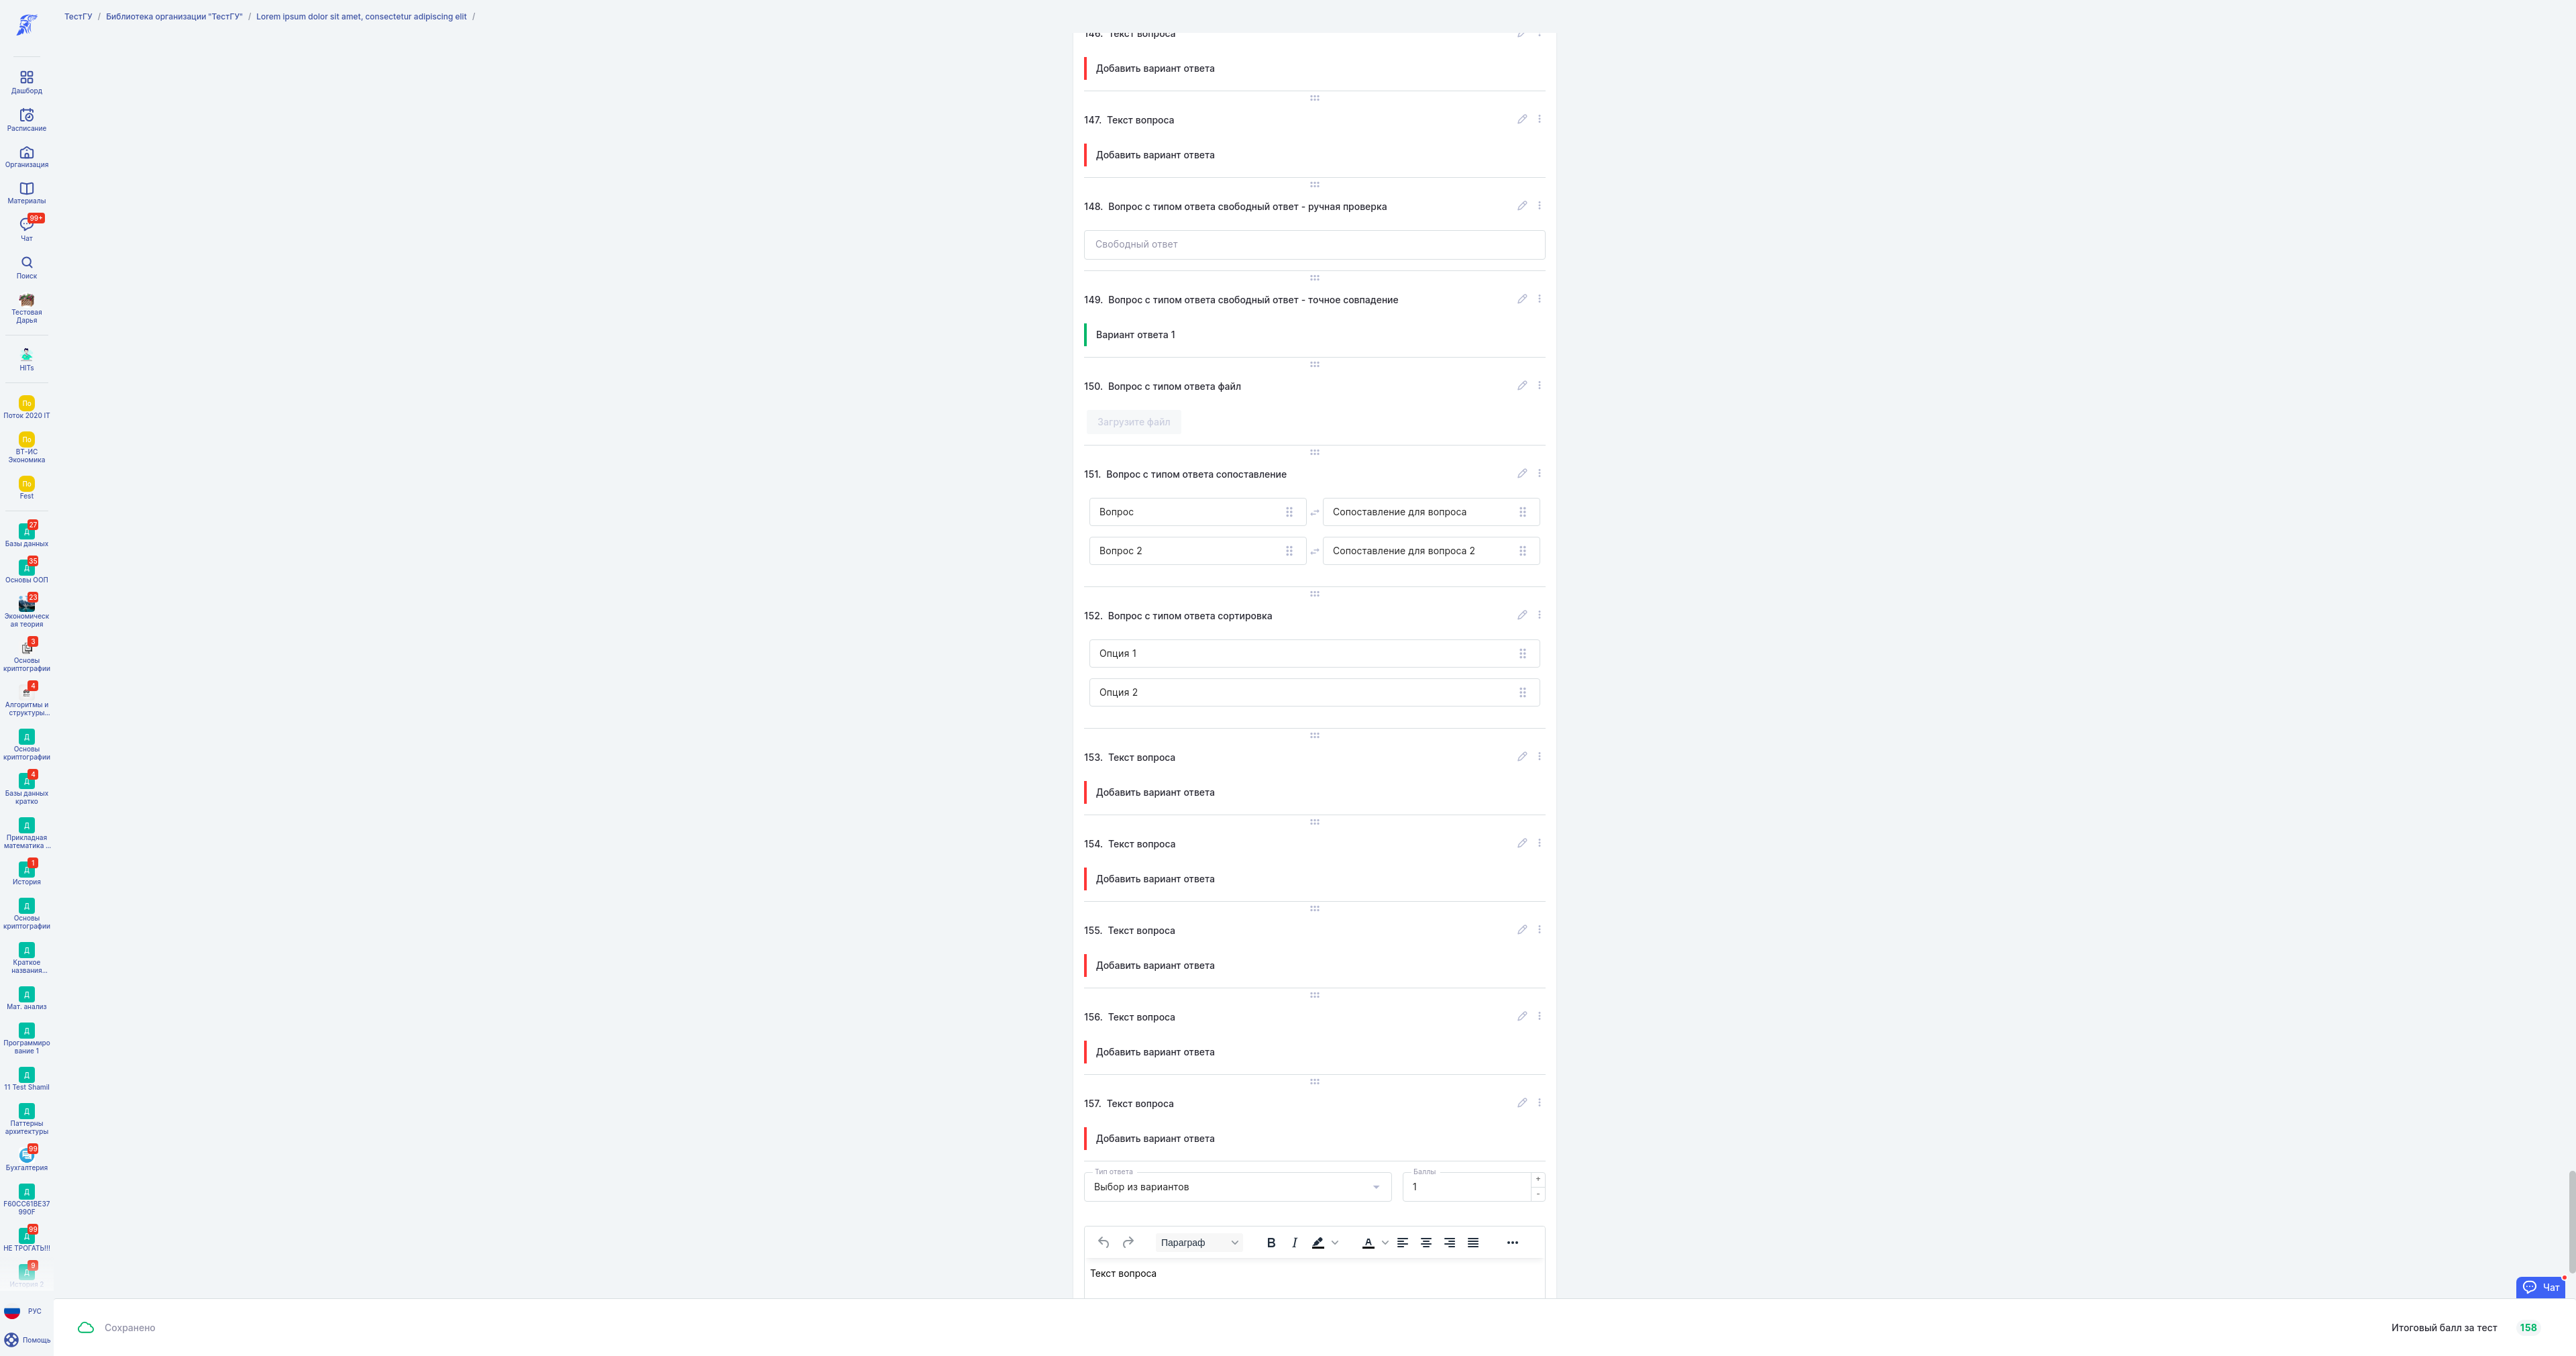 ТестГУ / Библиотека организации "ТестГУ" / Lorem ipsum dolor sit amet, consectetur adipiscing elit /
Дашборд
Расписание
Организация
Материалы
99+
Чат
Поиск
Тестовая
Дарья
HITs
По
Поток 2020 IT
По
ВТ-ИС
Экономика
По
Fest
27
Д
Базы данных
35
Д
Основы ООП
23
Экономическ
ая теория
3
Основы
криптографии
4
Алгоритмы и
структуры...
Д
Основы
криптографии
4
Д
Базы данных
кратко
Д
Прикладная
математика ...
1
Д
История
Д
Основы
криптографии
Д
Краткое
названия...
Д
Мат. анализ
Д
Программиро
вание 1
Д
11 Test Shamil
Д
Паттерны
архитектуры
99
Бухгалтерия
Д
F60CC61BE37
990F
99
Д
НЕ ТРОГАТЬ!!!
9
Д
История 2
РУС
Помощь
146. Текст вопроса
Добавить вариант ответа
147. Текст вопроса
Добавить вариант ответа
148. Вопрос с типом ответа свободный ответ - ручная проверка
Свободный ответ
149. Вопрос с типом ответа свободный ответ - точное совпадение
Вариант ответа 1
150. Вопрос с типом ответа файл
Загрузите файл
151. Вопрос с типом ответа сопоставление
Вопрос Сопоставление для вопроса
Вопрос 2 Сопоставление для вопроса 2
152. Вопрос с типом ответа сортировка
Опция 1
Опция 2
153. Текст вопроса
Добавить вариант ответа
154. Текст вопроса
Добавить вариант ответа
155. Текст вопроса
Добавить вариант ответа
156. Текст вопроса
Добавить вариант ответа
157. Текст вопроса
Добавить вариант ответа
Тип ответа Баллы
Выбор из вариантов 1 + -
Параграф B I A
Текст вопроса
Чат
Сохранено Итоговый балл за тест 158